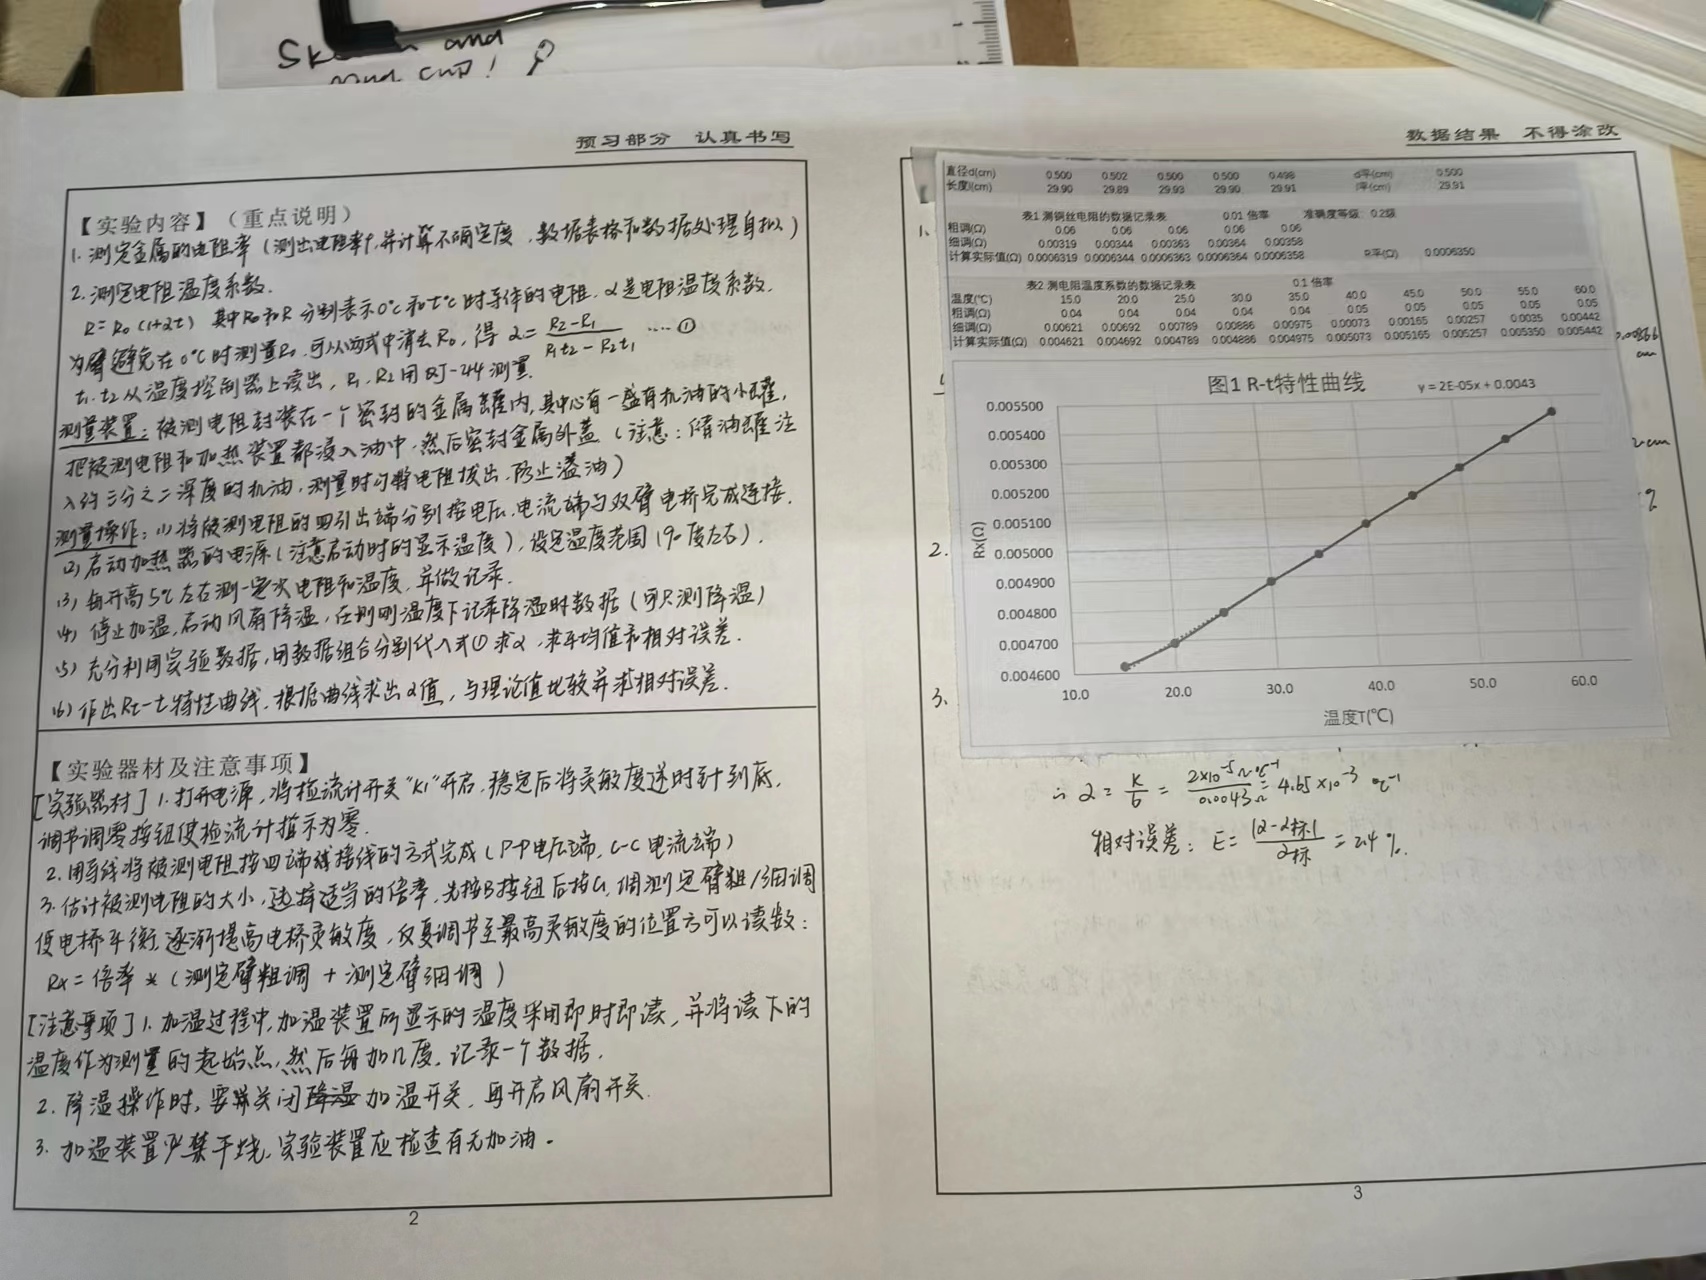 and
and cup!
预习部分 认真书写
【实验内容】（重点说明）
1. 测定金属的电阻率（测出电阻率ρ,并计算不确定度，数据表格和数据处理自拟）
2. 测定电阻温度系数.
R=R₀(1+αt) 其中R₀和R分别表示0℃和t℃时导体的电阻，α是电阻温度系数.
为避免在0℃时测量R₀,可从两式中消去R₀,得 α=(R₂-R₁)/(R₁t₂-R₂t₁) ……①
t₁、t₂从温度控制器上读出，R₁、R₂用QJ-44测量.
测量装置：被测电阻封装在一个密封的金属罐内,其中心有一盛有机油的小罐，
把被测电阻和加热装置都浸入油中，然后密封金属外盖（注意：储油罐注
入约三分之二深度的机油，测量时勿将电阻拔出，防止溢油）
测量操作：(1)将被测电阻的四引出端分别按电压、电流端与双臂电桥完成连接.
(2)启动加热器的电源（注意启动时的显示温度），设定温度范围（90度左右）.
(3)每升高5℃左右测一定次电阻和温度,并做记录.
(4)停止加温,启动风扇降温，在刚刚温度下记录降温时数据（可只测降温）
(5)充分利用实验数据,用数据组合分别代入式①求α,求平均值和相对误差.
(6)作出Rt-t特性曲线,根据曲线求出α值，与理论值比较并求相对误差.
【实验器材及注意事项】
[实验器材] 1. 打开电源，将检流计开关“K1”开启,稳定后将灵敏度逆时针到底,
调节调零按钮使检流计指示为零.
2. 用导线将被测电阻按四端接线的方式完成（P-P电压端，C-C电流端）
3. 估计被测电阻的大小，选择适当的倍率，先按B按钮后按G,调测定臂粗/细调
使电桥平衡,逐渐提高电桥灵敏度，反复调节至最高灵敏度的位置方可以读数：
Rx=倍率*（测定臂粗调+测定臂细调）
[注意事项] 1. 加温过程中,加温装置所显示的温度采用即时即读，并将读下的
温度作为测量的起始点,然后每加几度,记录一个数据.
2. 降温操作时，要关闭加温开关，再开启风扇开关.
3. 加温装置严禁干烧,实验装置应检查有无加油.
2
数据结果 不得涂改
直径d(cm) 0.500 0.502 0.500 0.500 0.498 d平(cm) 0.500
长度l(cm) 29.90 29.89 29.93 29.90 29.91 l平(cm) 29.91
表1 测铜丝电阻的数据记录表 0.01 倍率 准确度等级 0.2级
粗调(Ω) 0.06 0.06 0.06 0.06 0.06
细调(Ω) 0.00319 0.00344 0.00363 0.00364 0.00358
计算实际值(Ω) 0.0006319 0.0006344 0.0006363 0.0006364 0.0006358 R平(Ω) 0.0006350
表2 测电阻温度系数的数据记录表 0.1 倍率
温度(℃) 15.0 20.0 25.0 30.0 35.0 40.0 45.0 50.0 55.0 60.0
粗调(Ω) 0.04 0.04 0.04 0.04 0.04 0.05 0.05 0.05 0.05 0.05
细调(Ω) 0.00621 0.00692 0.00789 0.00886 0.00975 0.00073 0.00165 0.00257 0.0035 0.00442
计算实际值(Ω) 0.004621 0.004692 0.004789 0.004886 0.004975 0.005073 0.005165 0.005257 0.005350 0.005442
1.
cm
cm
%
2.
3.
图1 R-t特性曲线
y = 2E-05x + 0.0043
Rx(Ω)
0.005500
0.005400
0.005300
0.005200
0.005100
0.005000
0.004900
0.004800
0.004700
0.004600
10.0 20.0 30.0 40.0 50.0 60.0
温度T(℃)
∴ α = K/b = (2×10⁻⁵Ω·℃⁻¹)/(0.0043Ω) = 4.65×10⁻³ ℃⁻¹
相对误差：E = |α-α标|/α标 = 2.4%.
3